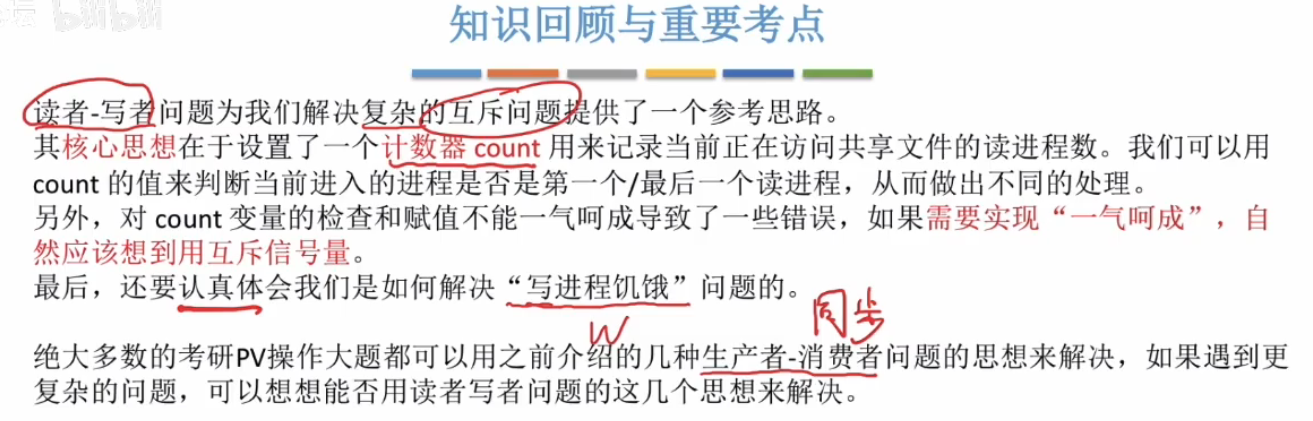 bilibili
知识回顾与重要考点
读者-写者问题为我们解决复杂的互斥问题提供了一个参考思路。
其核心思想在于设置了一个计数器 count 用来记录当前正在访问共享文件的读进程数。我们可以用
count 的值来判断当前进入的进程是否是第一个/最后一个读进程，从而做出不同的处理。
另外，对 count 变量的检查和赋值不能一气呵成导致了一些错误，如果需要实现“一气呵成”，自
然应该想到用互斥信号量。
最后，还要认真体会我们是如何解决“写进程饥饿”问题的。
W
同步
绝大多数的考研PV操作大题都可以用之前介绍的几种生产者-消费者问题的思想来解决，如果遇到更
复杂的问题，可以想想能否用读者写者问题的这几个思想来解决。